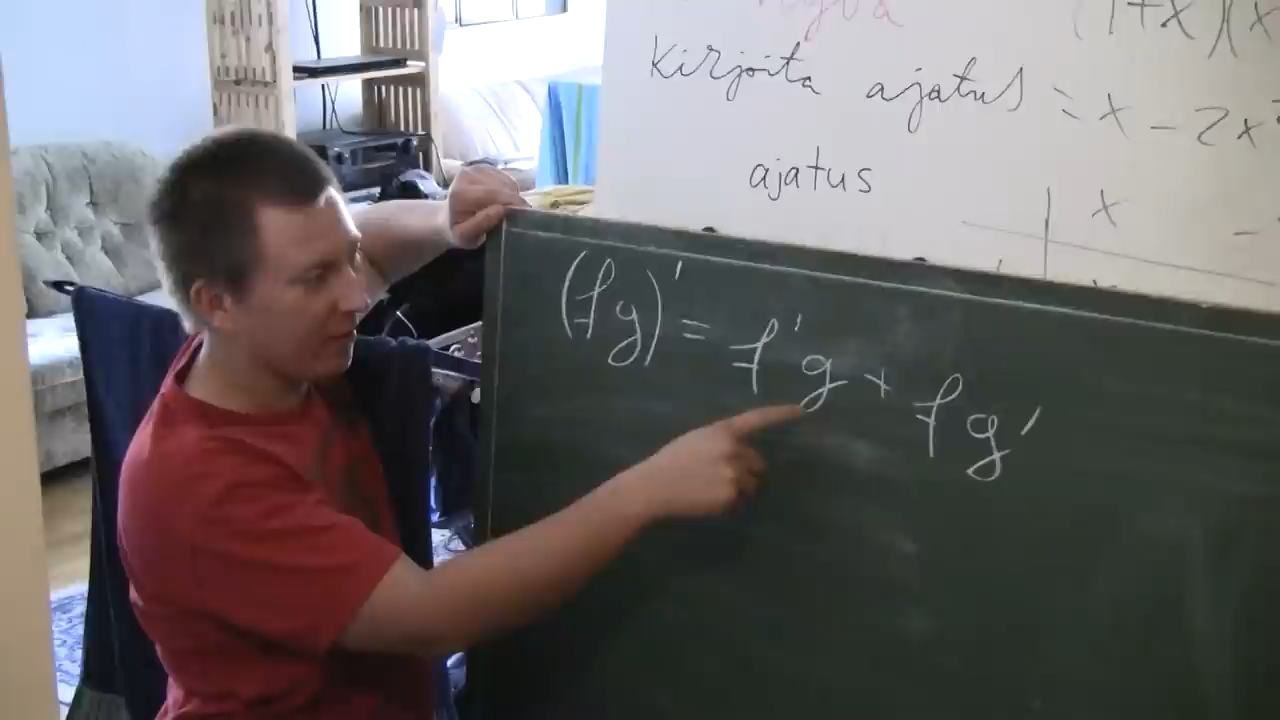 (1+x)(x
kirjoita ajatus = x - 2x
ajatus
x
(fg)' = f'g + fg'